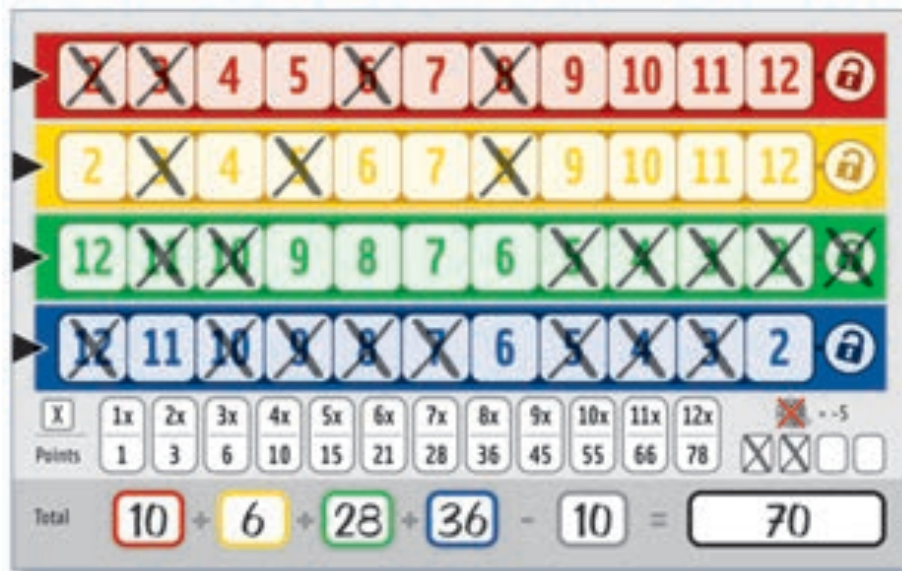 2 3 4 5 6 7 8 9 10 11 12
2 3 4 5 6 7 8 9 10 11 12
12 11 10 9 8 7 6 5 4 3 2
12 11 10 9 8 7 6 5 4 3 2
X 1x 2x 3x 4x 5x 6x 7x 8x 9x 10x 11x 12x = -5
Points 1 3 6 10 15 21 28 36 45 55 66 78
Total 10 + 6 + 28 + 36 - 10 = 70